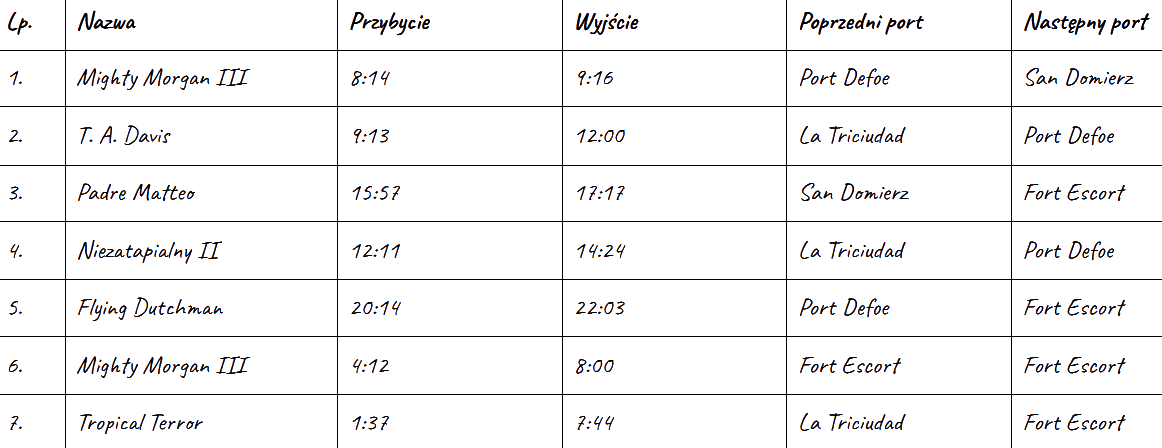 Lp. Nazwa Przybycie Wyjście Poprzedni port Następny port
1. Mighty Morgan III 8:14 9:16 Port Defoe San Domierz
2. T. A. Davis 9:13 12:00 La Triciudad Port Defoe
3. Padre Matteo 15:57 17:17 San Domierz Fort Escort
4. Niezatapialny II 12:11 14:24 La Triciudad Port Defoe
5. Flying Dutchman 20:14 22:03 Port Defoe Fort Escort
6. Mighty Morgan III 4:12 8:00 Fort Escort Fort Escort
7. Tropical Terror 1:37 7:44 La Triciudad Fort Escort